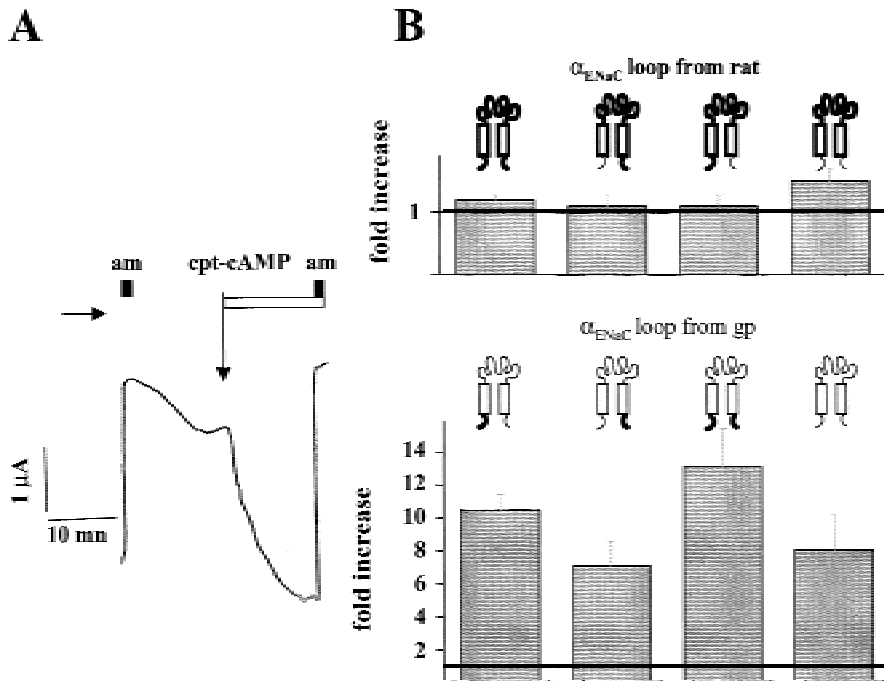 A
am
cpt-cAMP
am
1 µA
10 mn
B
αENaC loop from rat
fold increase
1
αENaC loop from gp
fold increase
14
12
10
8
6
4
2